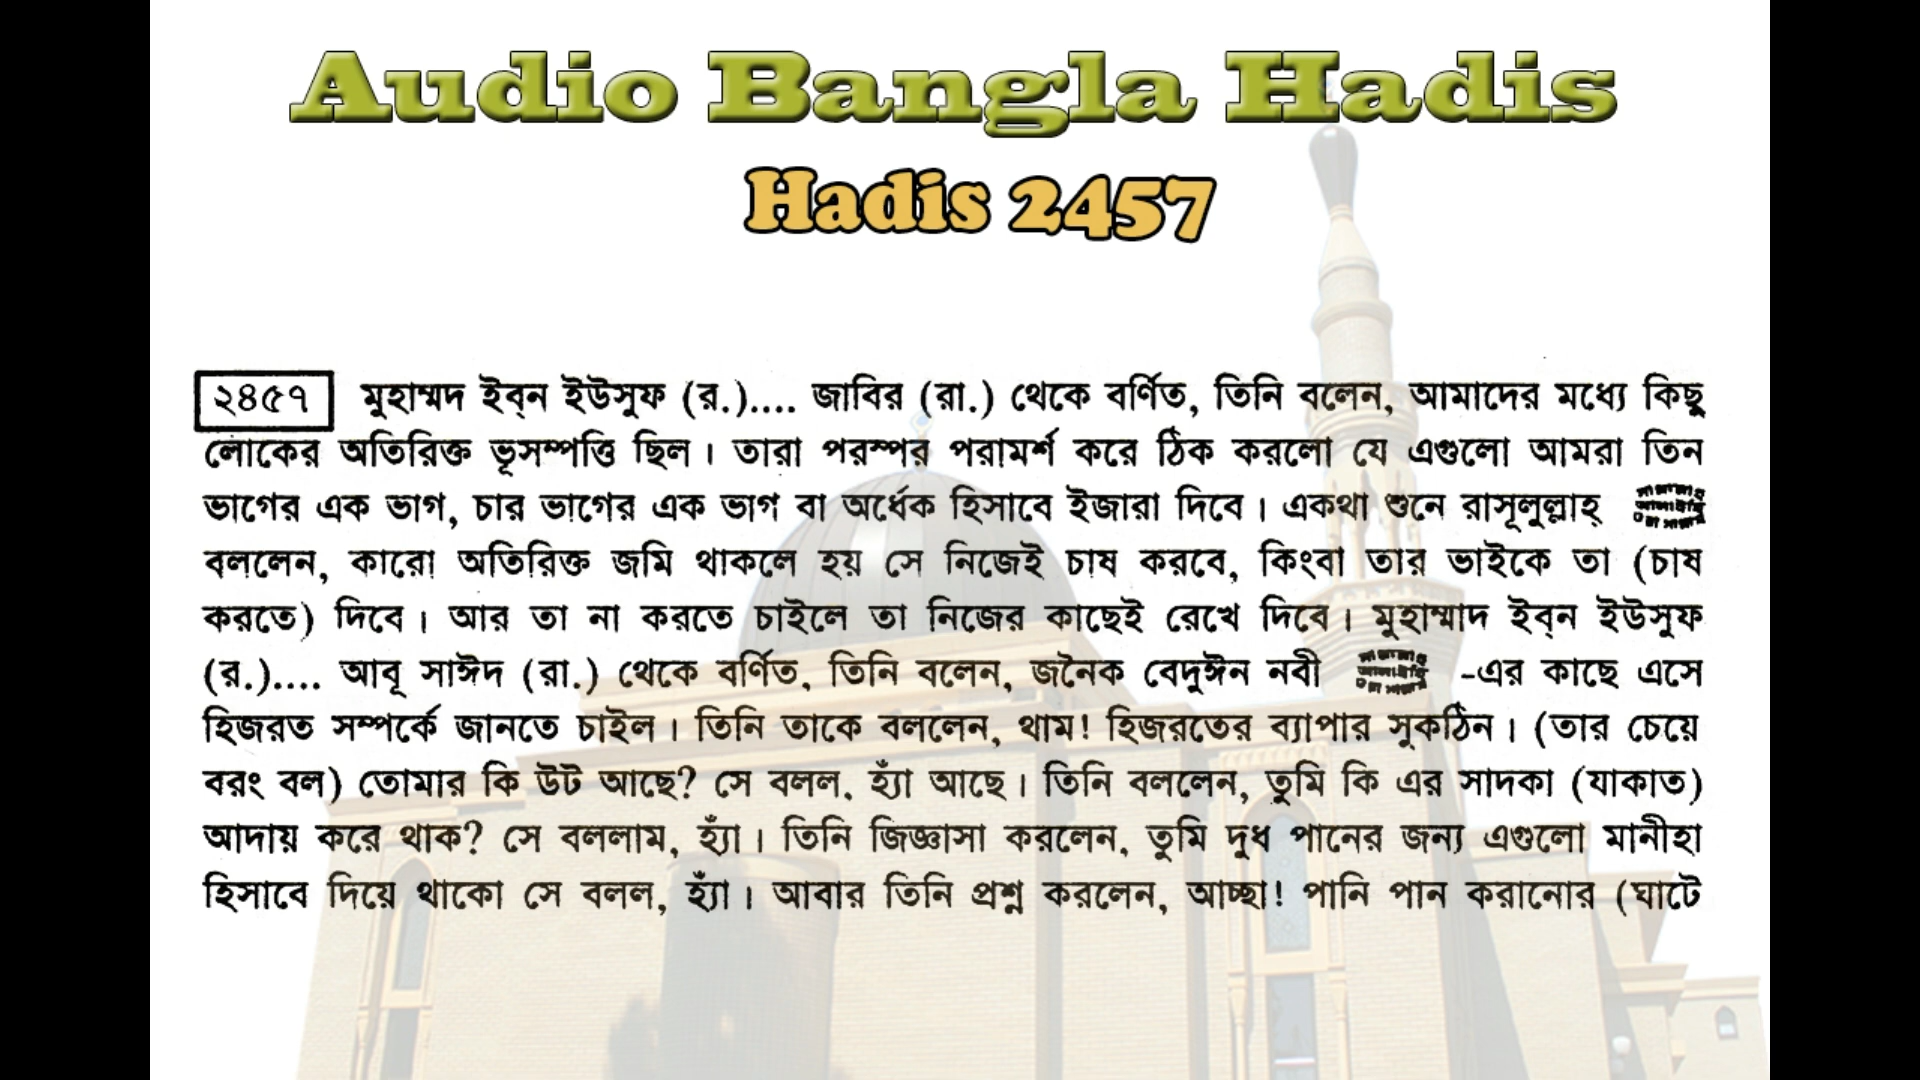 Audio Bangla Hadis
Hadis 2457
২৪৫৭ মুহাম্মদ ইব্‌ন ইউসুফ (র.).... জাবির (রা.) থেকে বর্ণিত, তিনি বলেন, আমাদের মধ্যে কিছু
লোকের অতিরিক্ত ভূসম্পত্তি ছিল। তারা পরস্পর পরামর্শ করে ঠিক করলো যে এগুলো আমরা তিন
ভাগের এক ভাগ, চার ভাগের এক ভাগ বা অর্ধেক হিসাবে ইজারা দিবে। একথা শুনে রাসূলুল্লাহ্
বললেন, কারো অতিরিক্ত জমি থাকলে হয় সে নিজেই চাষ করবে, কিংবা তার ভাইকে তা (চাষ
করতে) দিবে। আর তা না করতে চাইলে তা নিজের কাছেই রেখে দিবে। মুহাম্মাদ ইব্‌ন ইউসুফ
(র.).... আবূ সাঈদ (রা.) থেকে বর্ণিত, তিনি বলেন, জনৈক বেদুঈন নবী -এর কাছে এসে
হিজরত সম্পর্কে জানতে চাইল। তিনি তাকে বললেন, থাম! হিজরতের ব্যাপার সুকঠিন। (তার চেয়ে
বরং বল) তোমার কি উট আছে? সে বলল, হ্যাঁ আছে। তিনি বললেন, তুমি কি এর সাদকা (যাকাত)
আদায় করে থাক? সে বললাম, হ্যাঁ। তিনি জিজ্ঞাসা করলেন, তুমি দুধ পানের জন্য এগুলো মানীহা
হিসাবে দিয়ে থাকো সে বলল, হ্যাঁ। আবার তিনি প্রশ্ন করলেন, আচ্ছা! পানি পান করানোর (ঘাটে